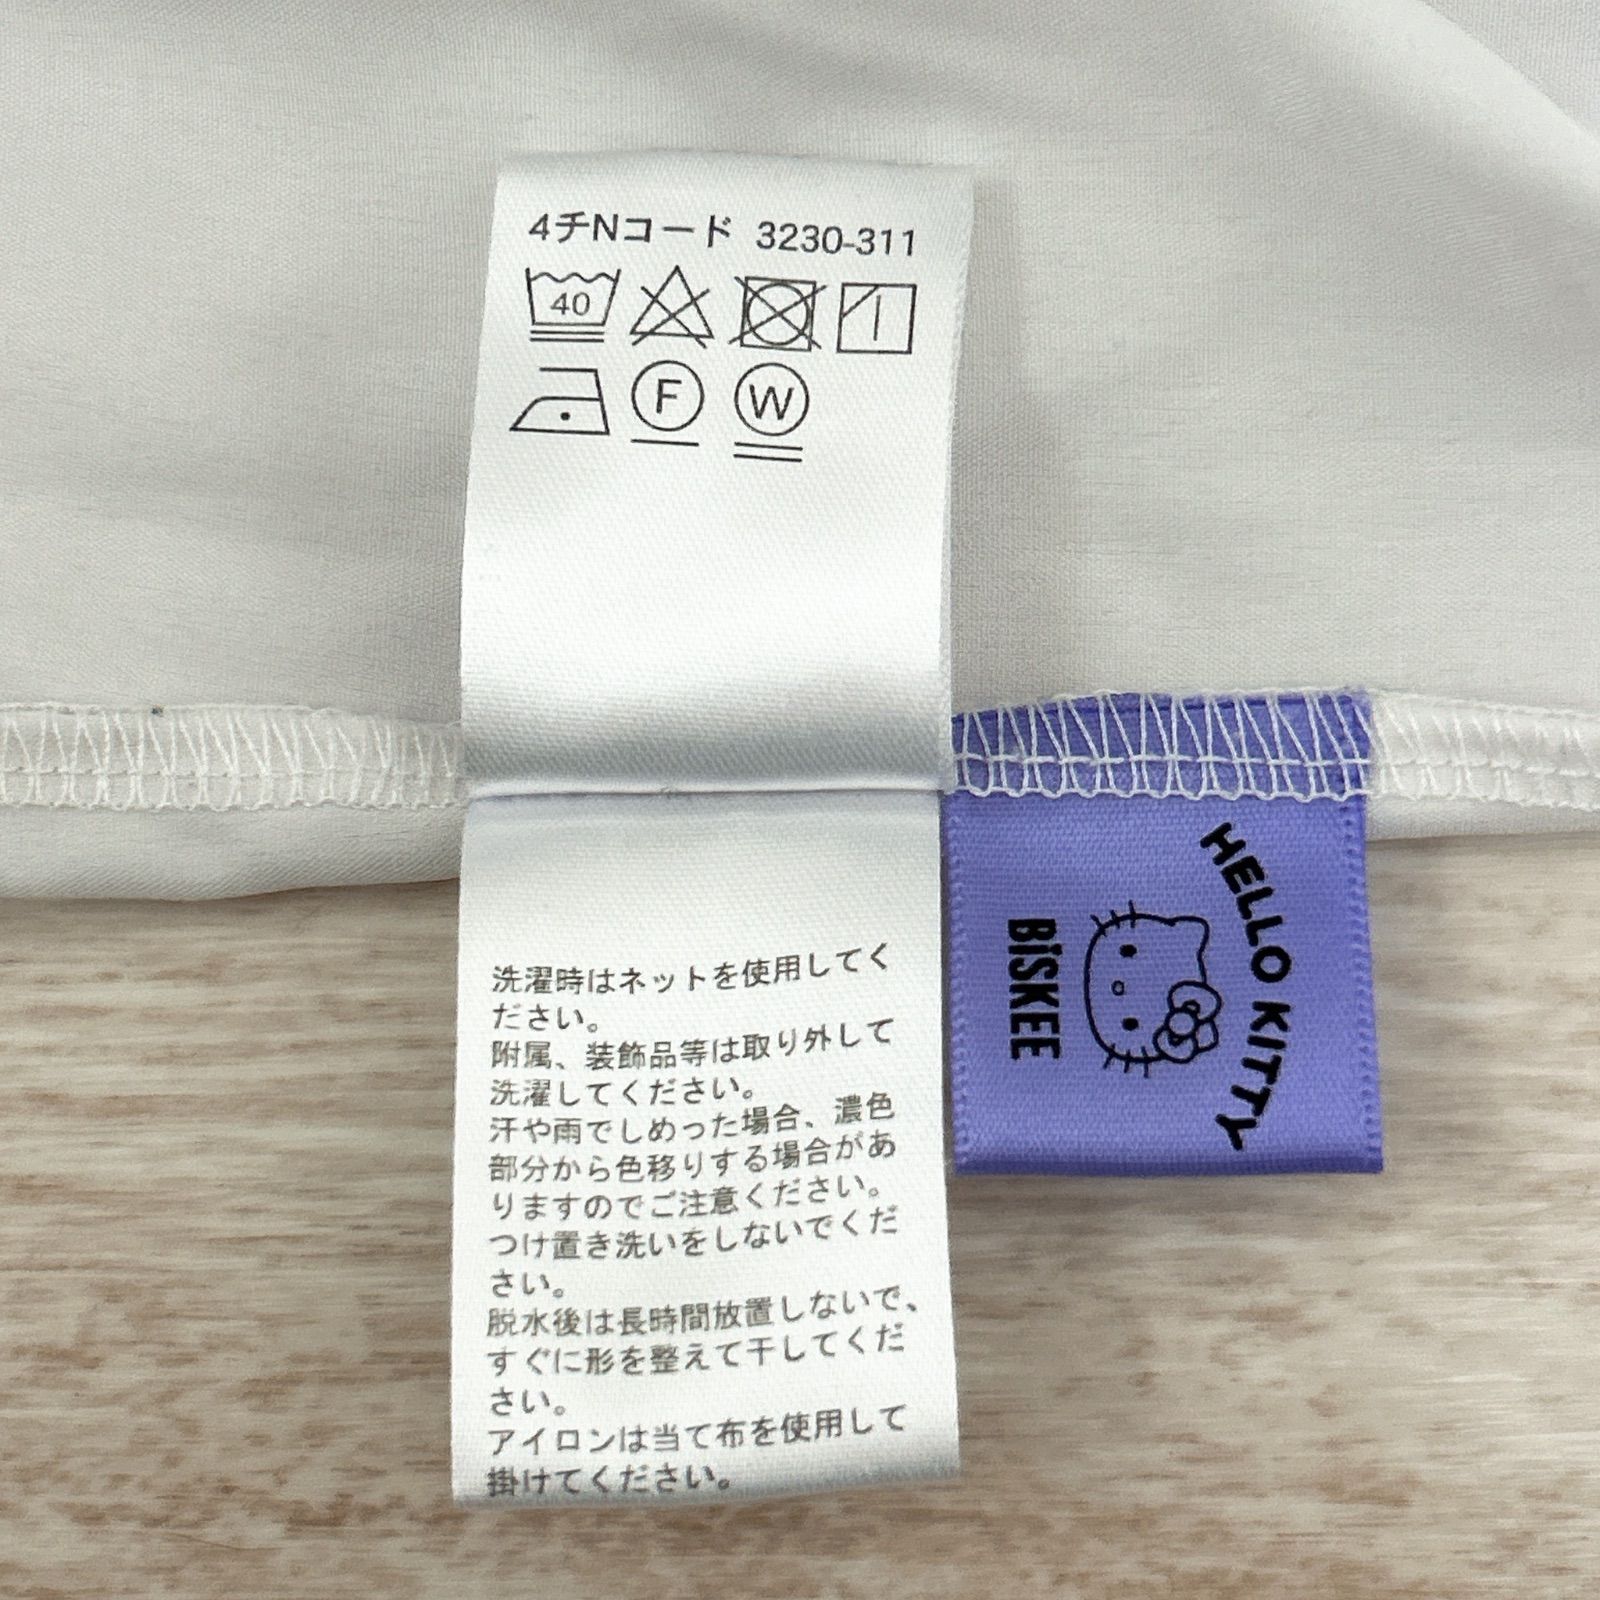 4チNコード 3230-311
40
F
W
洗濯時はネットを使用してく
ださい。
附属、装飾品等は取り外して
洗濯してください。
汗や雨でしめった場合、濃色
部分から色移りする場合があ
りますのでご注意ください。
つけ置き洗いをしないでくだ
さい。
脱水後は長時間放置しないで、
すぐに形を整えて干してくだ
さい。
アイロンは当て布を使用して
掛けてください。
HELLO KITTY
BiSKEE